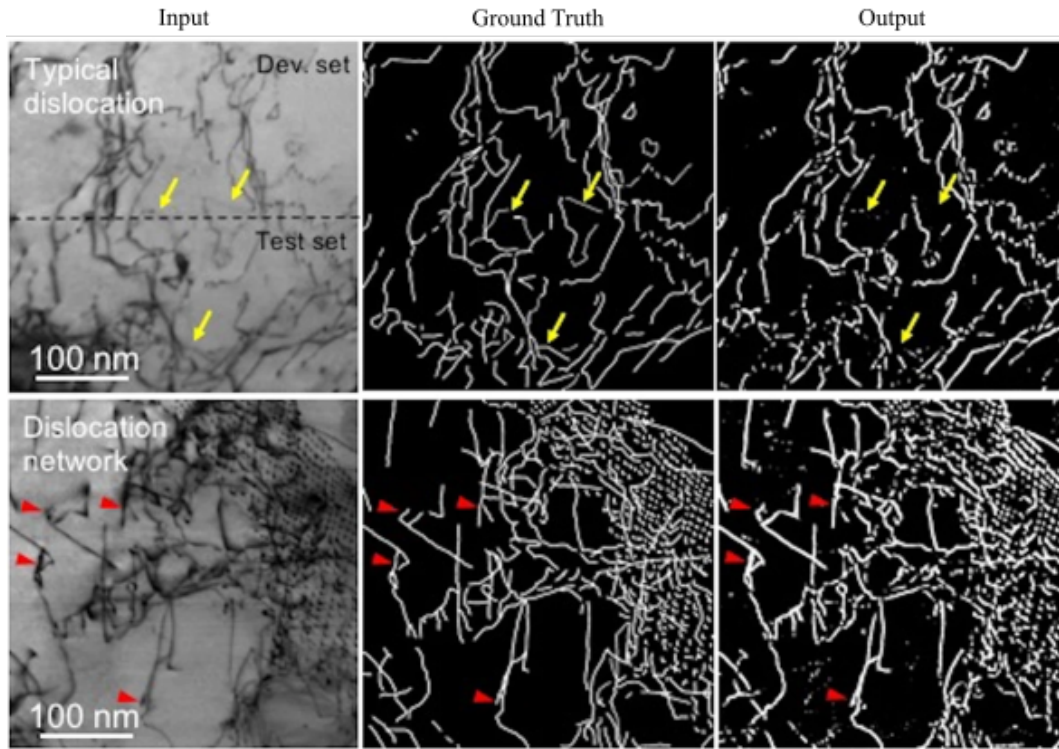 Input Ground Truth Output
Typical
dislocation
Dev. set
Test set
100 nm
Dislocation
network
100 nm